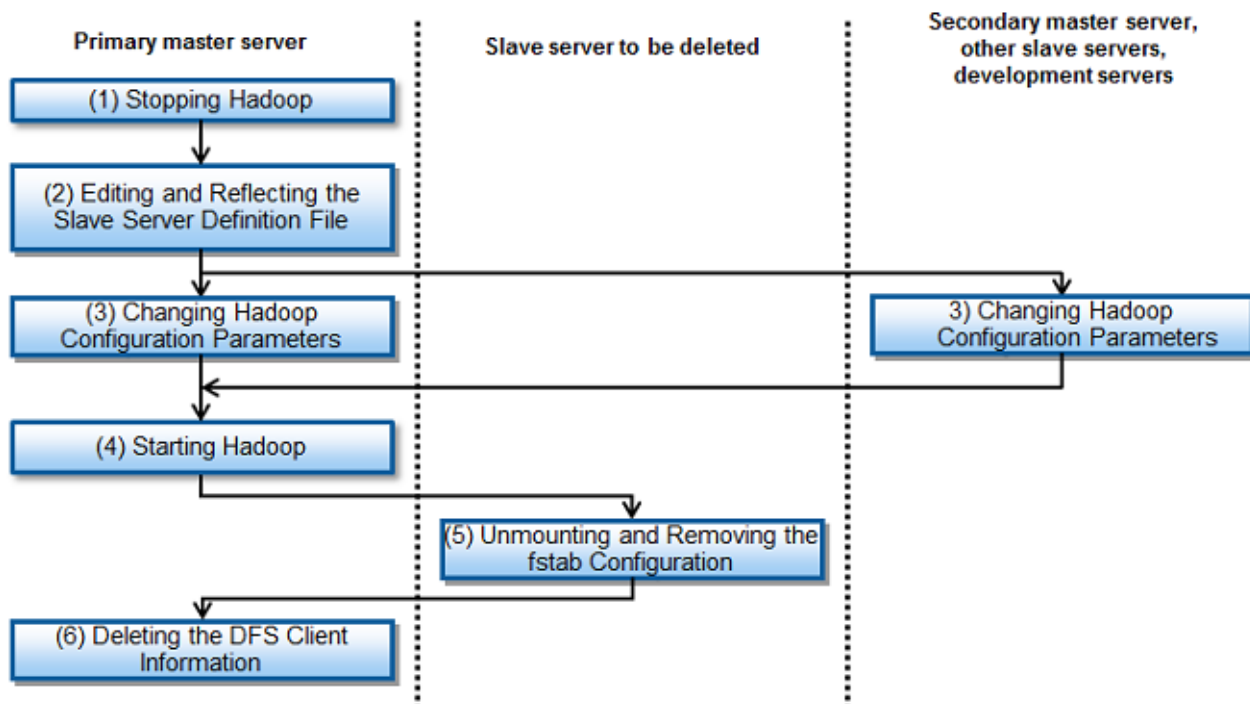 Primary master server
Slave server to be deleted
Secondary master server,
other slave servers,
development servers
(1) Stopping Hadoop
(2) Editing and Reflecting the
Slave Server Definition File
(3) Changing Hadoop
Configuration Parameters
3) Changing Hadoop
Configuration Parameters
(4) Starting Hadoop
(5) Unmounting and Removing the
fstab Configuration
(6) Deleting the DFS Client
Information